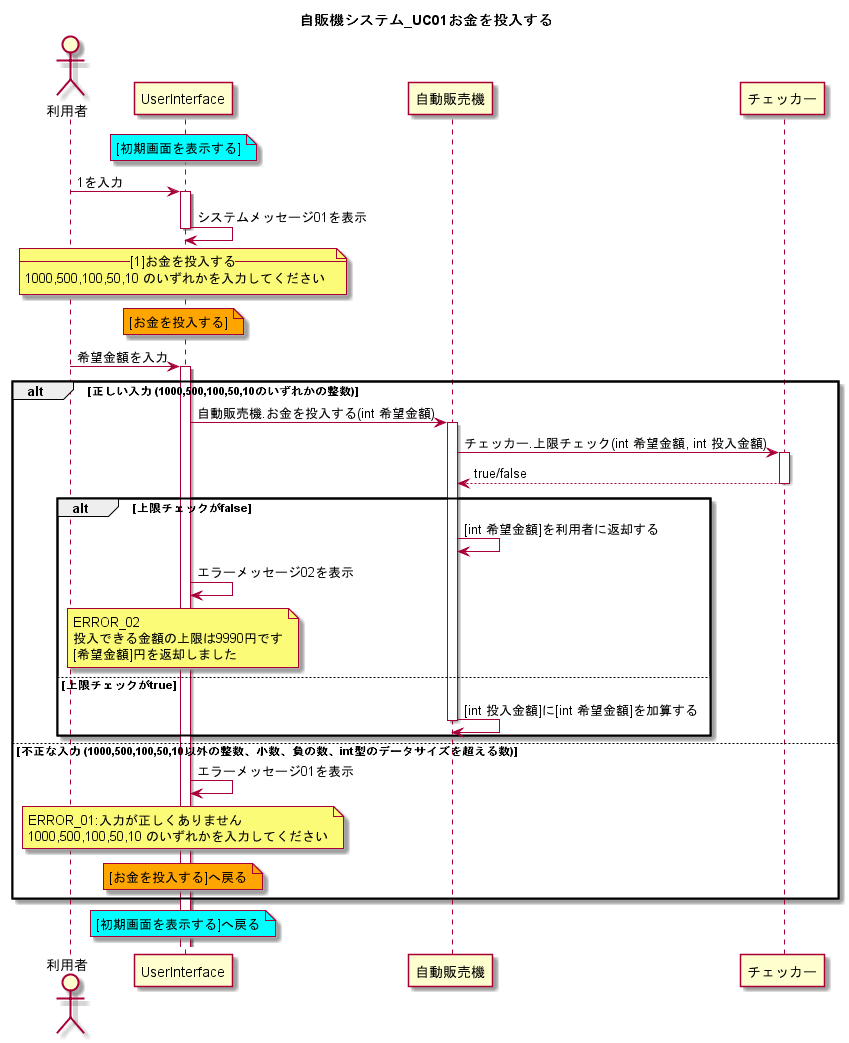 自販機システム_UC01お金を投入する
利用者
UserInterface
自動販売機
チェッカー
[初期画面を表示する]
1を入力
システムメッセージ01を表示
[1]お金を投入する
1000,500,100,50,10 のいずれかを入力してください
[お金を投入する]
希望金額を入力
alt
[正しい入力 (1000,500,100,50,10のいずれかの整数)]
自動販売機.お金を投入する(int 希望金額)
チェッカー.上限チェック(int 希望金額, int 投入金額)
true/false
alt
[上限チェックがfalse]
[int 希望金額]を利用者に返却する
エラーメッセージ02を表示
ERROR_02
投入できる金額の上限は9990円です
[希望金額]円を返却しました
[上限チェックがtrue]
[int 投入金額]に[int 希望金額]を加算する
[不正な入力 (1000,500,100,50,10以外の整数、小数、負の数、int型のデータサイズを超える数)]
エラーメッセージ01を表示
ERROR_01:入力が正しくありません
1000,500,100,50,10 のいずれかを入力してください
[お金を投入する]へ戻る
[初期画面を表示する]へ戻る
利用者
UserInterface
自動販売機
チェッカー